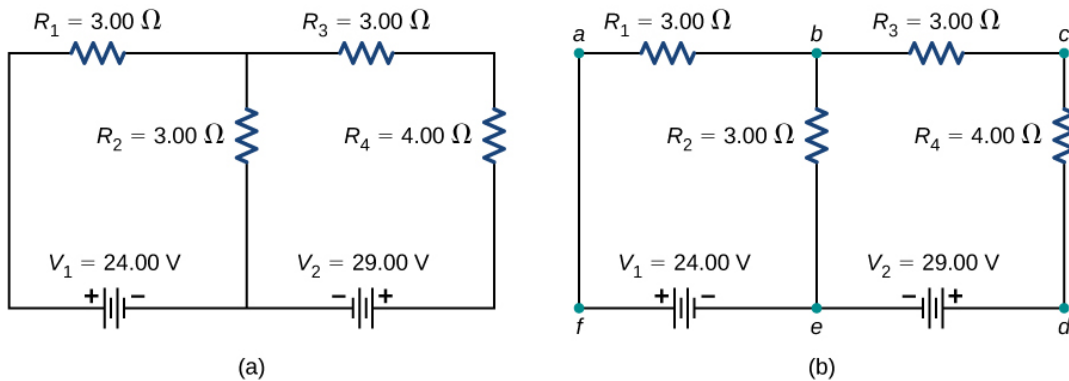 R₁ = 3.00 Ω
R₃ = 3.00 Ω
R₂ = 3.00 Ω
R₄ = 4.00 Ω
V₁ = 24.00 V
V₂ = 29.00 V
+ −
− +
(a)
a
R₁ = 3.00 Ω
b
R₃ = 3.00 Ω
c
R₂ = 3.00 Ω
R₄ = 4.00 Ω
V₁ = 24.00 V
V₂ = 29.00 V
+ −
− +
f
e
d
(b)